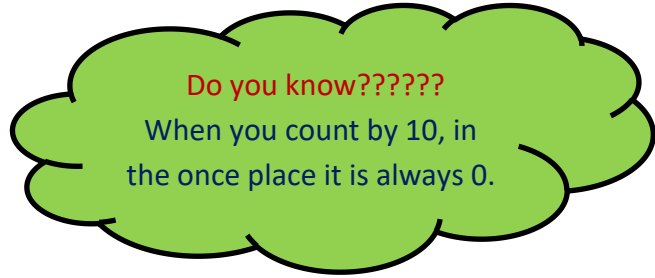 Do you know??????
When you count by 10, in
the once place it is always 0.